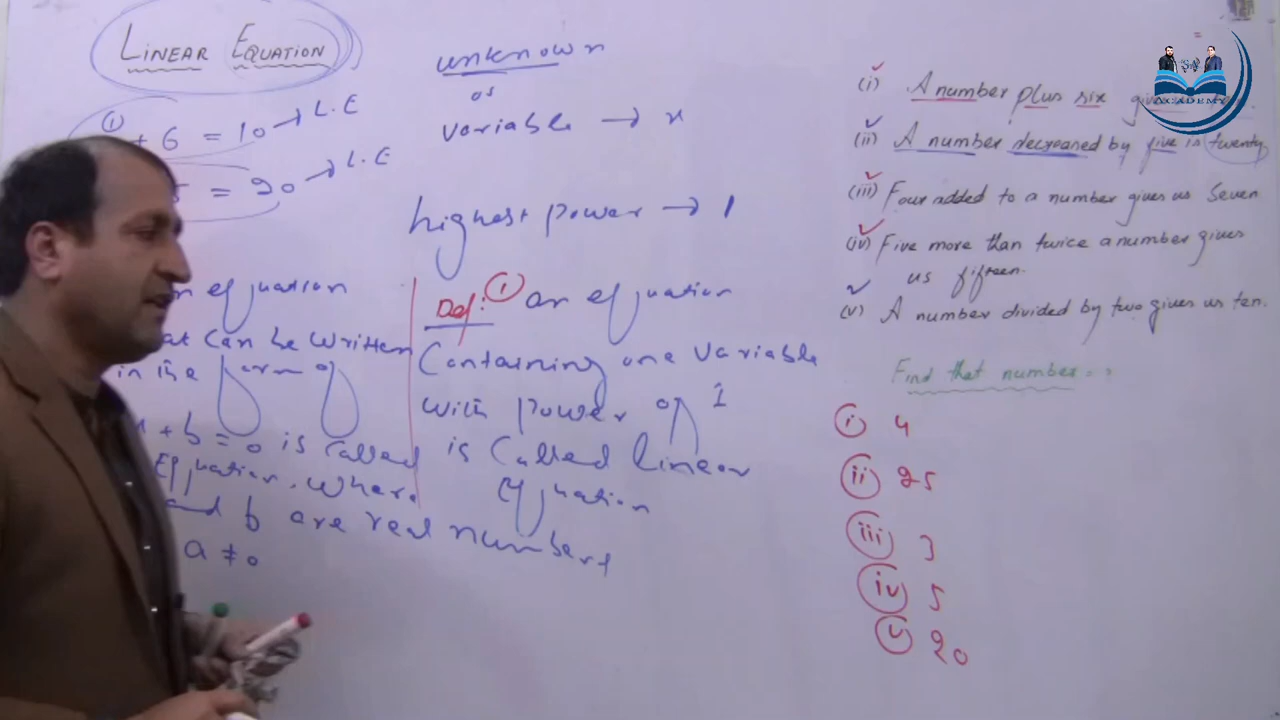 LINEAR EQUATION
① + 6 = 10 → L.E
5 = 20 → L.E
unknown
or
variable → x
highest power → 1
n equation
at can be written
in the form of
x + b = 0 is called
Equation, where
and b are real numbers
a ≠ 0
Def: ① an equation
Containing one variable
with power of 1
is called linear
equation
(i) A number plus six
(ii) A number decreaned by five is twenty
(iii) Four added to a number gives us Seven
(iv) Five more than twice a number gives
us fifteen.
(v) A number divided by two gives us ten.
Find that number = ?
(i) 4
(ii) 25
(iii) 3
(iv) 5
(v) 20
ACADEMY